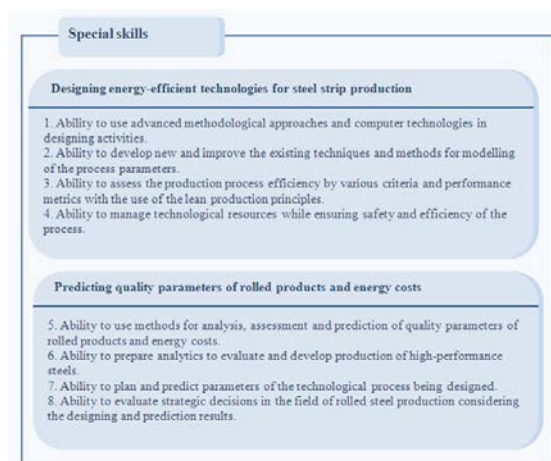 Special skills
Designing energy-efficient technologies for steel strip production
1. Ability to use advanced methodological approaches and computer technologies in
designing activities.
2. Ability to develop new and improve the existing techniques and methods for modelling
of the process parameters.
3. Ability to assess the production process efficiency by various criteria and performance
metrics with the use of the lean production principles.
4. Ability to manage technological resources while ensuring safety and efficiency of the
process.
Predicting quality parameters of rolled products and energy costs
5. Ability to use methods for analysis, assessment and prediction of quality parameters of
rolled products and energy costs.
6. Ability to prepare analytics to evaluate and develop production of high-performance
steels.
7. Ability to plan and predict parameters of the technological process being designed.
8. Ability to evaluate strategic decisions in the field of rolled steel production considering
the designing and prediction results.